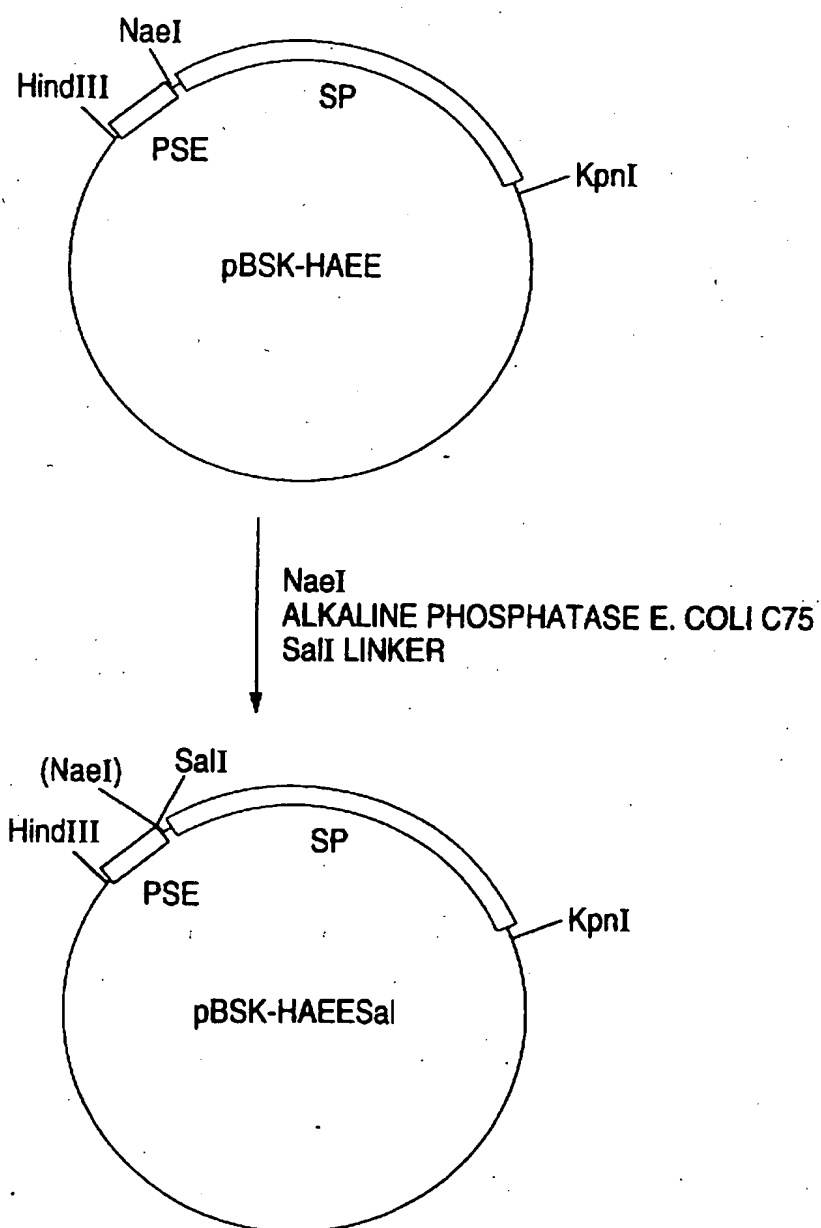 NaeI
HindIII
SP
PSE
KpnI
pBSK-HAEE
NaeI
ALKALINE PHOSPHATASE E. COLI C75
SalI LINKER
(NaeI)
SalI
HindIII
SP
PSE
KpnI
pBSK-HAEESal